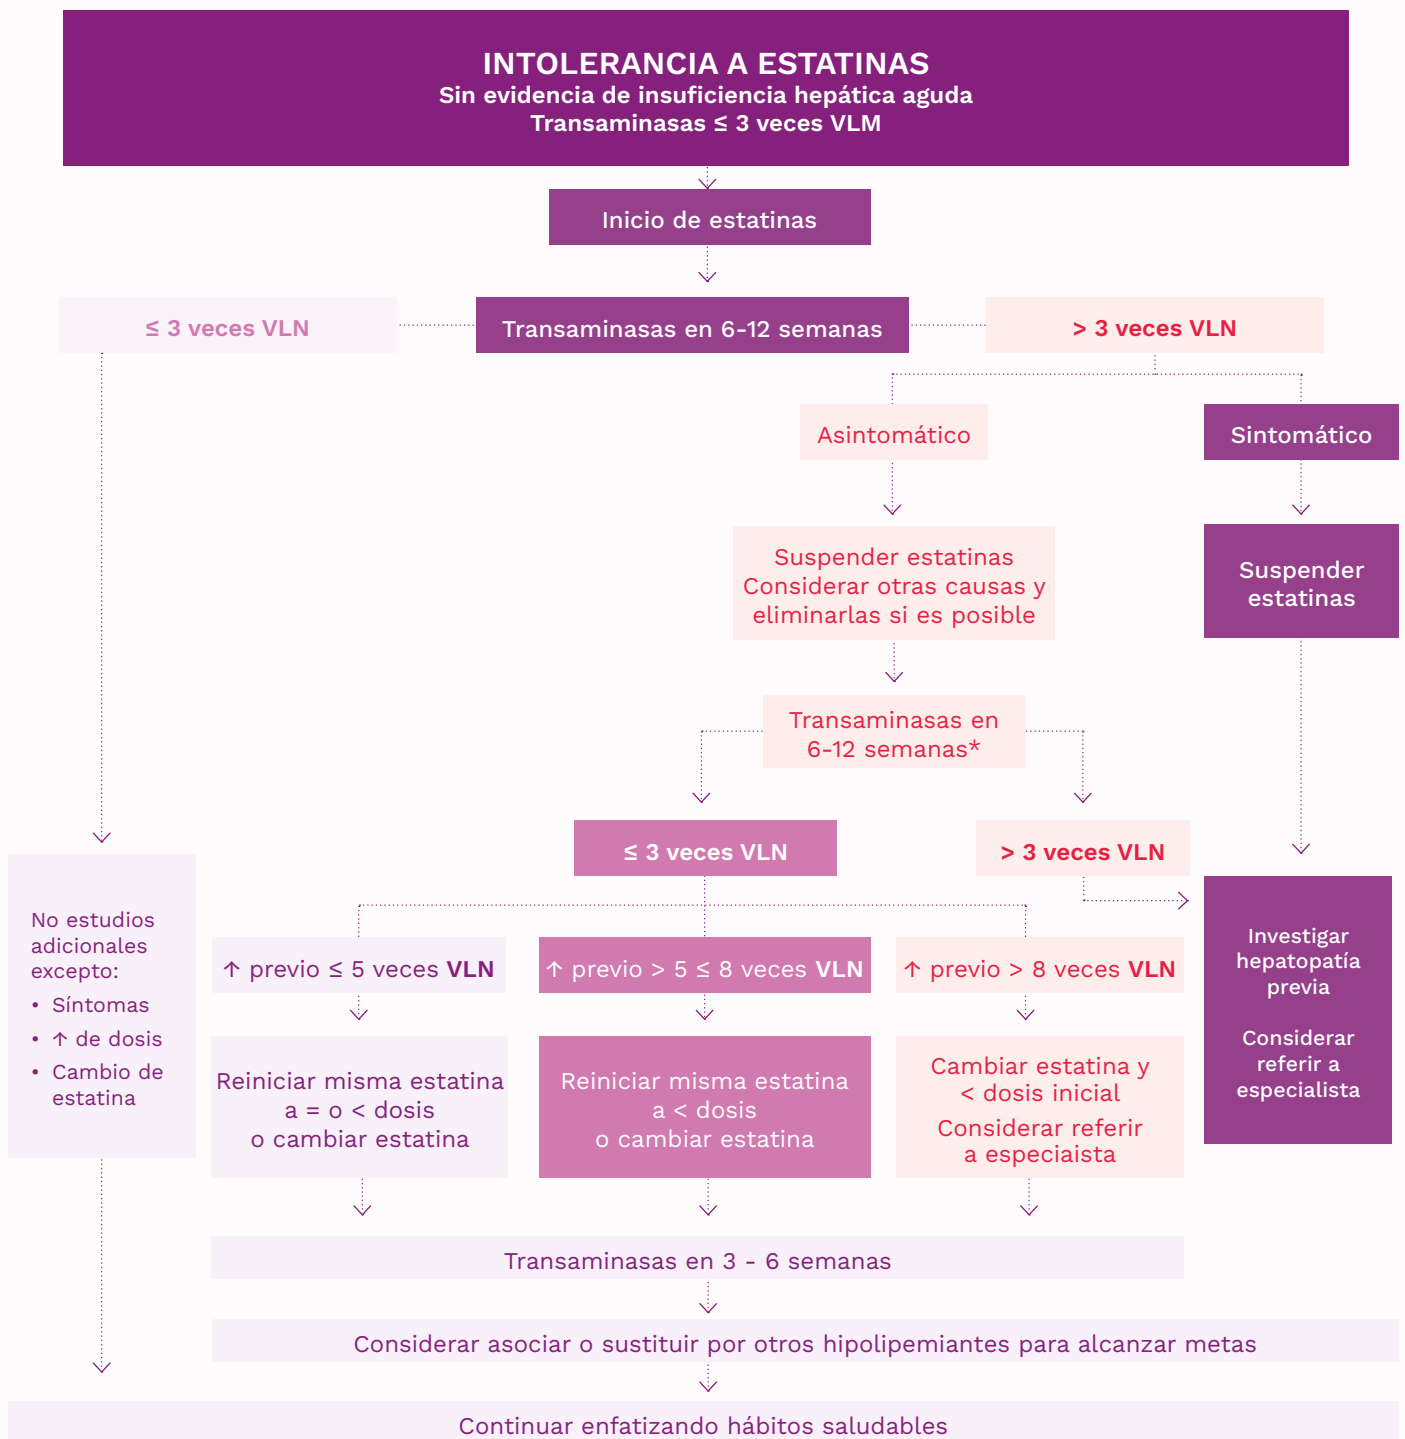 INTOLERANCIA A ESTATINAS
Sin evidencia de insuficiencia hepática aguda
Transaminasas ≤ 3 veces VLM
Inicio de estatinas
≤ 3 veces VLN
Transaminasas en 6-12 semanas
> 3 veces VLN
Asintomático
Sintomático
Suspender estatinas
Considerar otras causas y
eliminarlas si es posible
Suspender
estatinas
Transaminasas en
6-12 semanas*
≤ 3 veces VLN
> 3 veces VLN
No estudios
adicionales
excepto:
• Síntomas
• ↑ de dosis
• Cambio de
estatina
↑ previo ≤ 5 veces VLN
↑ previo > 5 ≤ 8 veces VLN
↑ previo > 8 veces VLN
Investigar
hepatopatía
previa
Considerar
referir a
especialista
Reiniciar misma estatina
a = o < dosis
o cambiar estatina
Reiniciar misma estatina
a < dosis
o cambiar estatina
Cambiar estatina y
< dosis inicial
Considerar referir
a especiaista
Transaminasas en 3 - 6 semanas
Considerar asociar o sustituir por otros hipolipemiantes para alcanzar metas
Continuar enfatizando hábitos saludables